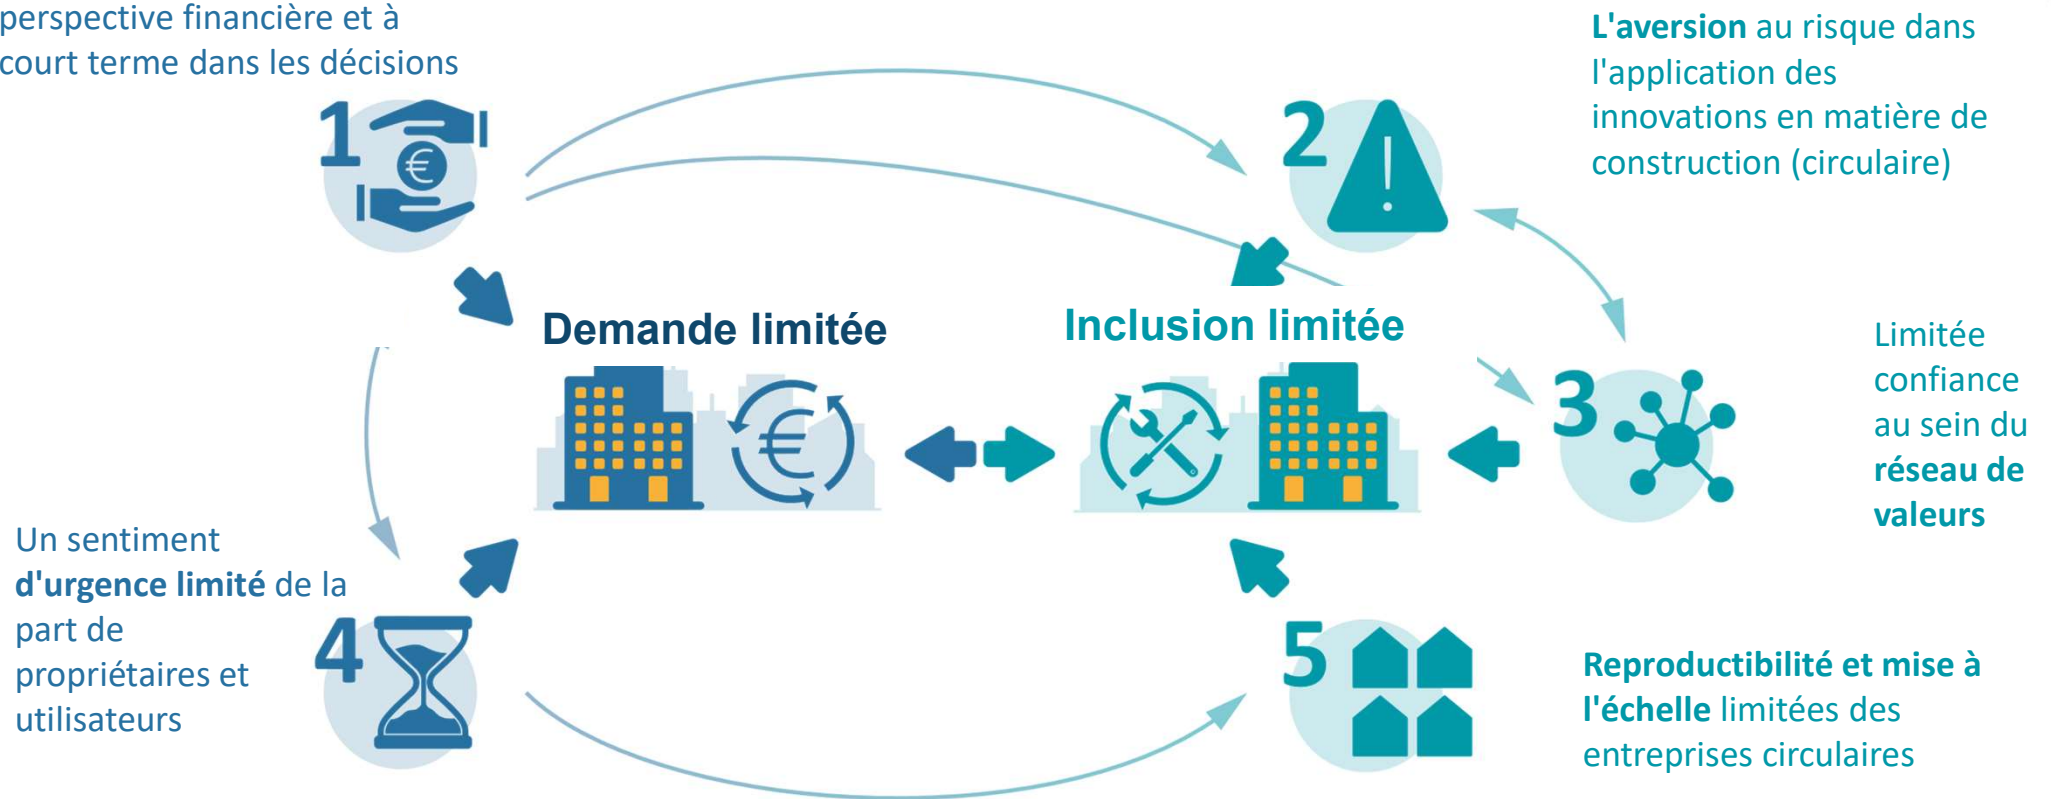 perspective financière et à
court terme dans les décisions
1
2
L'aversion au risque dans
l'application des
innovations en matière de
construction (circulaire)
€
!
Demande limitée
Inclusion limitée
€
3
Limitée
confiance
au sein du
réseau de
valeurs
Un sentiment
d'urgence limité de la
part de
propriétaires et
utilisateurs
4
5
Reproductibilité et mise à
l'échelle limitées des
entreprises circulaires